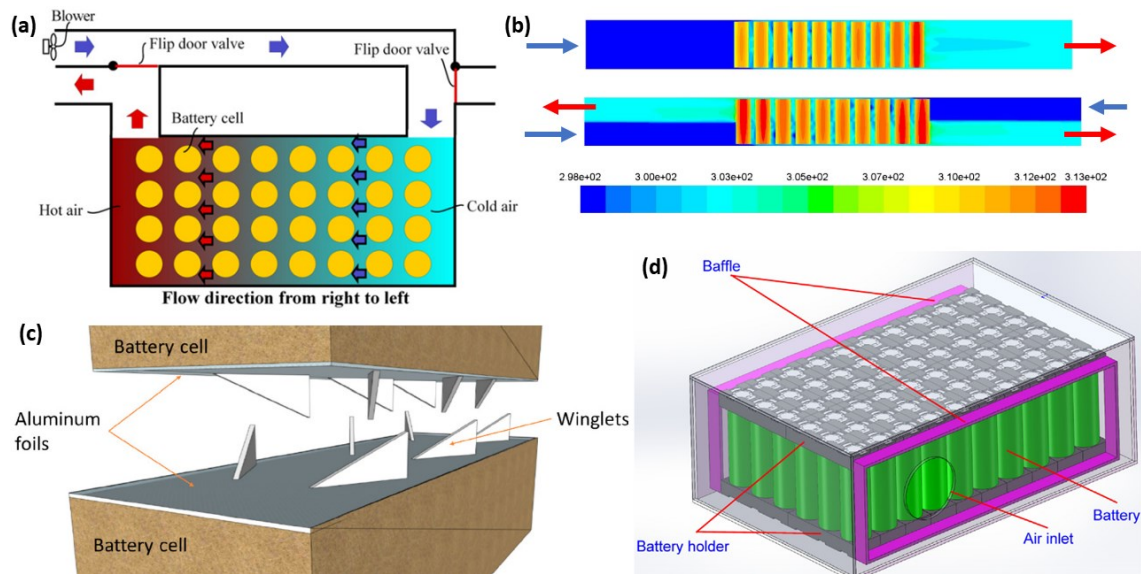 (a)
Blower
Flip door valve
Flip door valve
Battery cell
Hot air
Cold air
Flow direction from right to left
(b)
2.98e+02
3.00e+02
3.03e+02
3.05e+02
3.07e+02
3.10e+02
3.12e+02
3.13e+02
(c)
Battery cell
Aluminum
foils
Winglets
Battery cell
(d)
Baffle
Battery
Air inlet
Battery holder